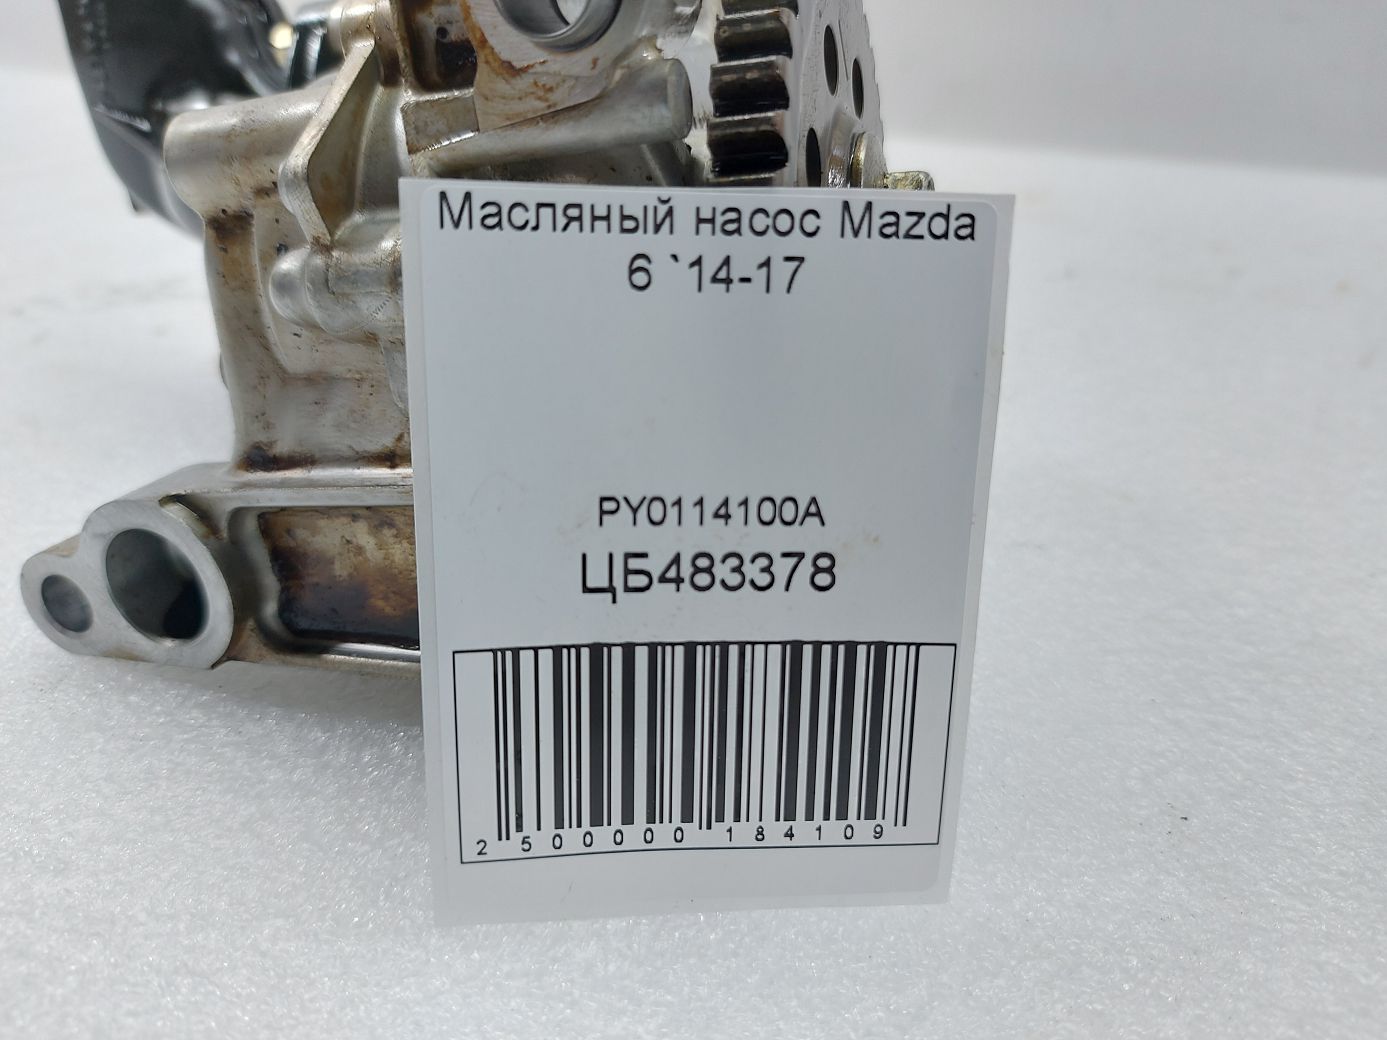 Масляный насос Mazda
6 `14-17
PY0114100A
ЦБ483378
2 500000 184109